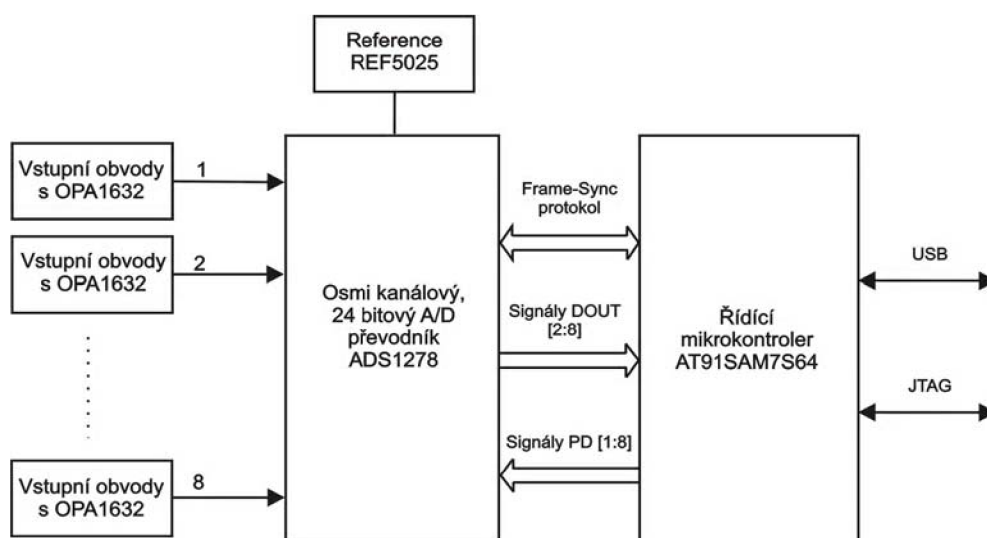 Reference
REF5025
Vstupní obvody
s OPA1632
1
Vstupní obvody
s OPA1632
2
Vstupní obvody
s OPA1632
8
Osmi kanálový,
24 bitový A/D
převodník
ADS1278
Frame-Sync
protokol
Signály DOUT
[2:8]
Signály PD [1:8]
Řídící
mikrokontroler
AT91SAM7S64
USB
JTAG